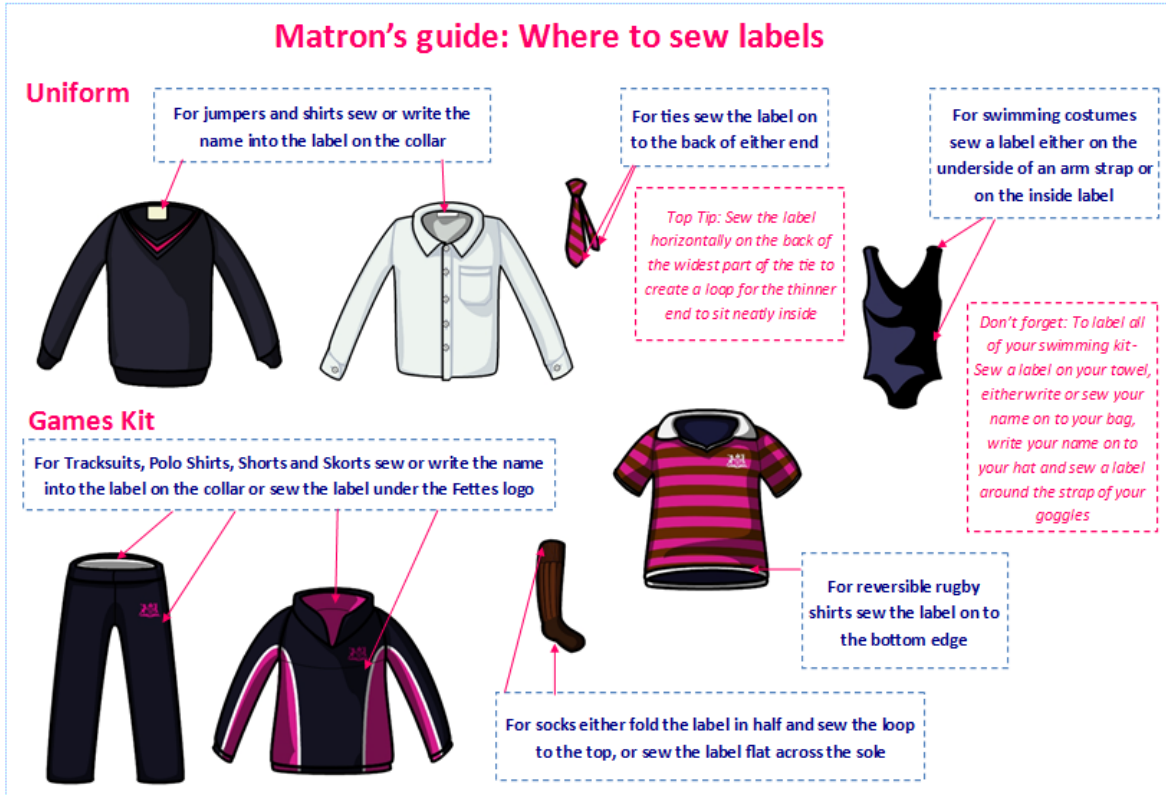 Matron's guide: Where to sew labels
Uniform
For jumpers and shirts sew or write the
name into the label on the collar
For ties sew the label on
to the back of either end
Top Tip: Sew the label
horizontally on the back of
the widest part of the tie to
create a loop for the thinner
end to sit neatly inside
For swimming costumes
sew a label either on the
underside of an arm strap or
on the inside label
Don't forget: To label all
of your swimming kit-
Sew a label on your towel,
either write or sew your
name on to your bag,
write your name on to
your hat and sew a label
around the strap of your
goggles
Games Kit
For Tracksuits, Polo Shirts, Shorts and Skorts sew or write the name
into the label on the collar or sew the label under the Fettes logo
For reversible rugby
shirts sew the label on to
the bottom edge
For socks either fold the label in half and sew the loop
to the top, or sew the label flat across the sole